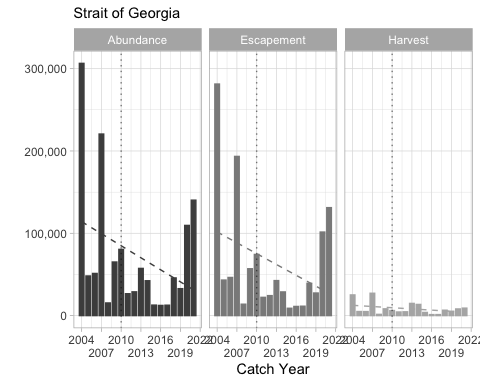 Strait of Georgia
Abundance Escapement Harvest
300,000
200,000
100,000
0
2004 2010 2016 2022 2004 2010 2016 2022 2004 2010 2016 2022
2007 2013 2019 2007 2013 2019 2007 2013 2019
Catch Year